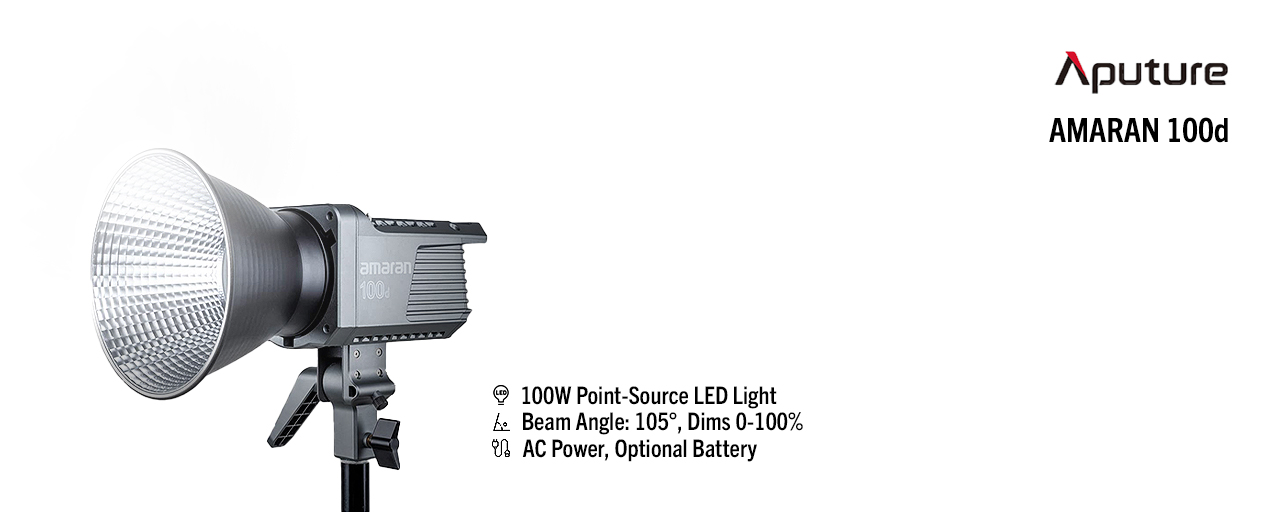 Aputure
AMARAN 100d
amaran
100d
LED
100W Point-Source LED Light
Beam Angle: 105°, Dims 0-100%
AC Power, Optional Battery